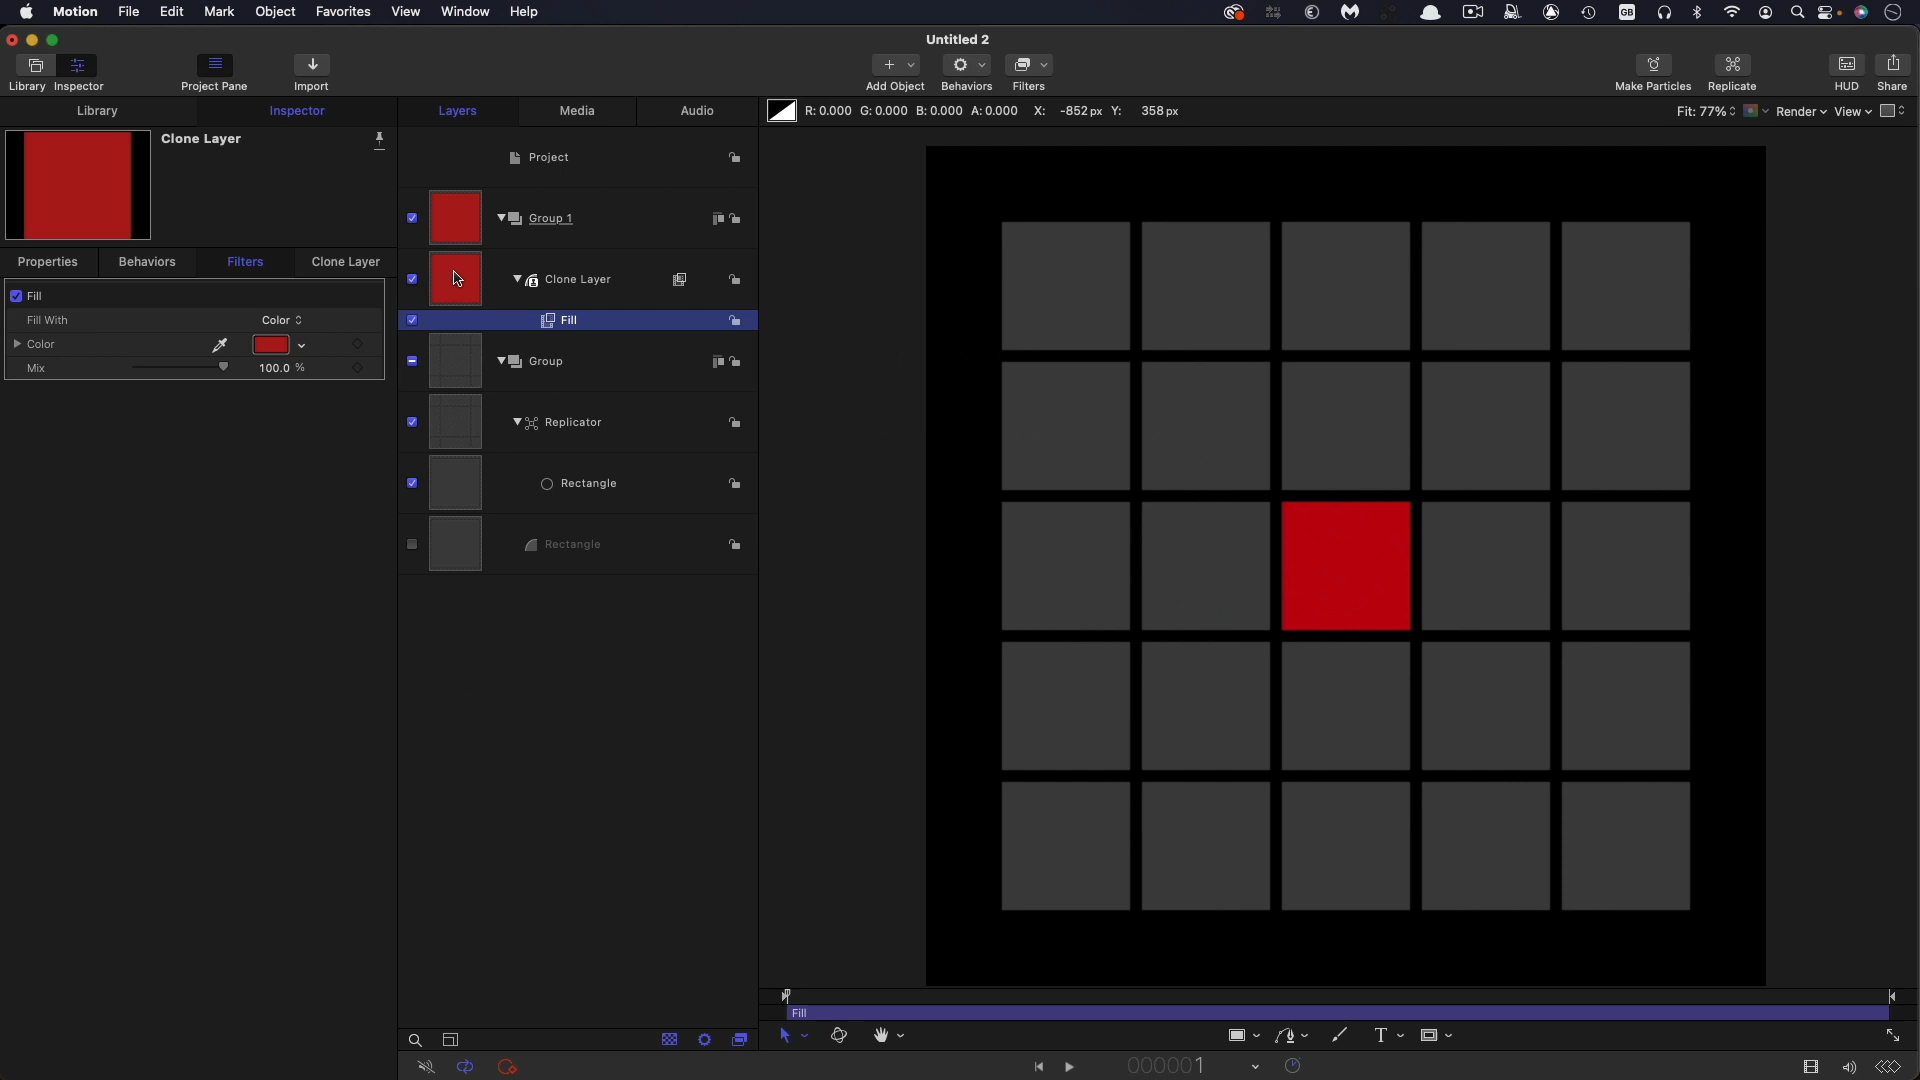 Motion File Edit Mark Object Favorites View Window Help GB
Untitled 2
Library Inspector Project Pane Import Add Object Behaviors Filters Make Particles Replicate HUD Share
Library Inspector Layers Media Audio R: 0.000 G: 0.000 B: 0.000 A: 0.000 X: -852 px Y: 358 px Fit: 77% Render View
Clone Layer
Project
Group 1
Properties Behaviors Filters Clone Layer
Clone Layer
Fill
Fill With Color
Fill
Color
Mix 100.0 %
Group
Replicator
Rectangle
Rectangle
Fill
T
000001